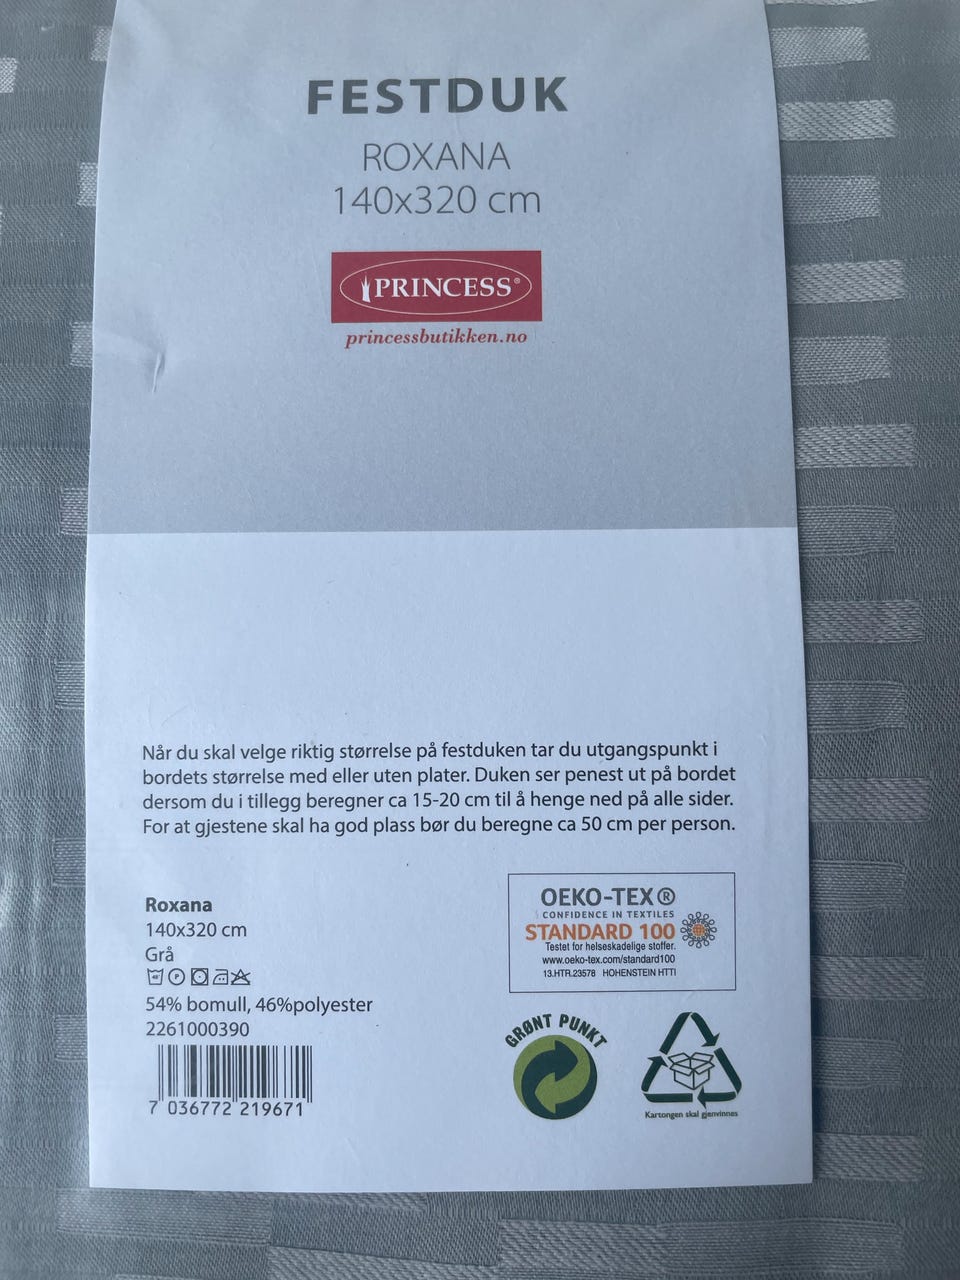 FESTDUK
ROXANA
140x320 cm
PRINCESS®
princessbutikken.no
Når du skal velge riktig størrelse på festduken tar du utgangspunkt i
bordets størrelse med eller uten plater. Duken ser penest ut på bordet
dersom du i tillegg beregner ca 15-20 cm til å henge ned på alle sider.
For at gjestene skal ha god plass bør du beregne ca 50 cm per person.
Roxana
140x320 cm
Grå
P
54% bomull, 46%polyester
2261000390
7 036772 219671
OEKO-TEX®
CONFIDENCE IN TEXTILES
STANDARD 100
Testet for helseskadelige stoffer.
www.oeko-tex.com/standard100
13.HTR.23578 HOHENSTEIN HTTI
GRØNT PUNKT
Kartongen skal gjenvinnes